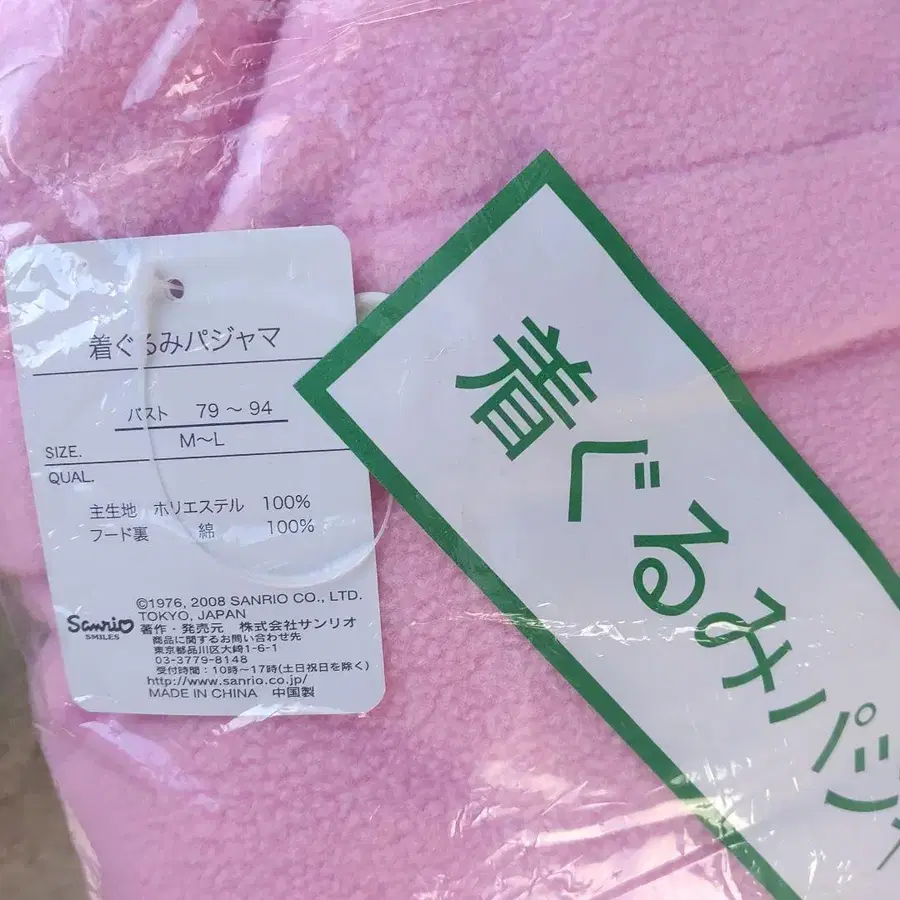 着ぐるみパジャマ
バスト 79～94
SIZE. M～L
QUAL.
主生地 ポリエステル 100%
フード裏 綿 100%
©1976, 2008 SANRIO CO., LTD.
TOKYO, JAPAN
Sanrio
SMILES
著作・発売元 株式会社サンリオ
商品に関するお問い合わせ先
東京都品川区大崎1-6-1
03-3779-8148
受付時間：10時～17時(土日祝日を除く)
http://www.sanrio.co.jp/
MADE IN CHINA 中国製
着ぐるみパジャ